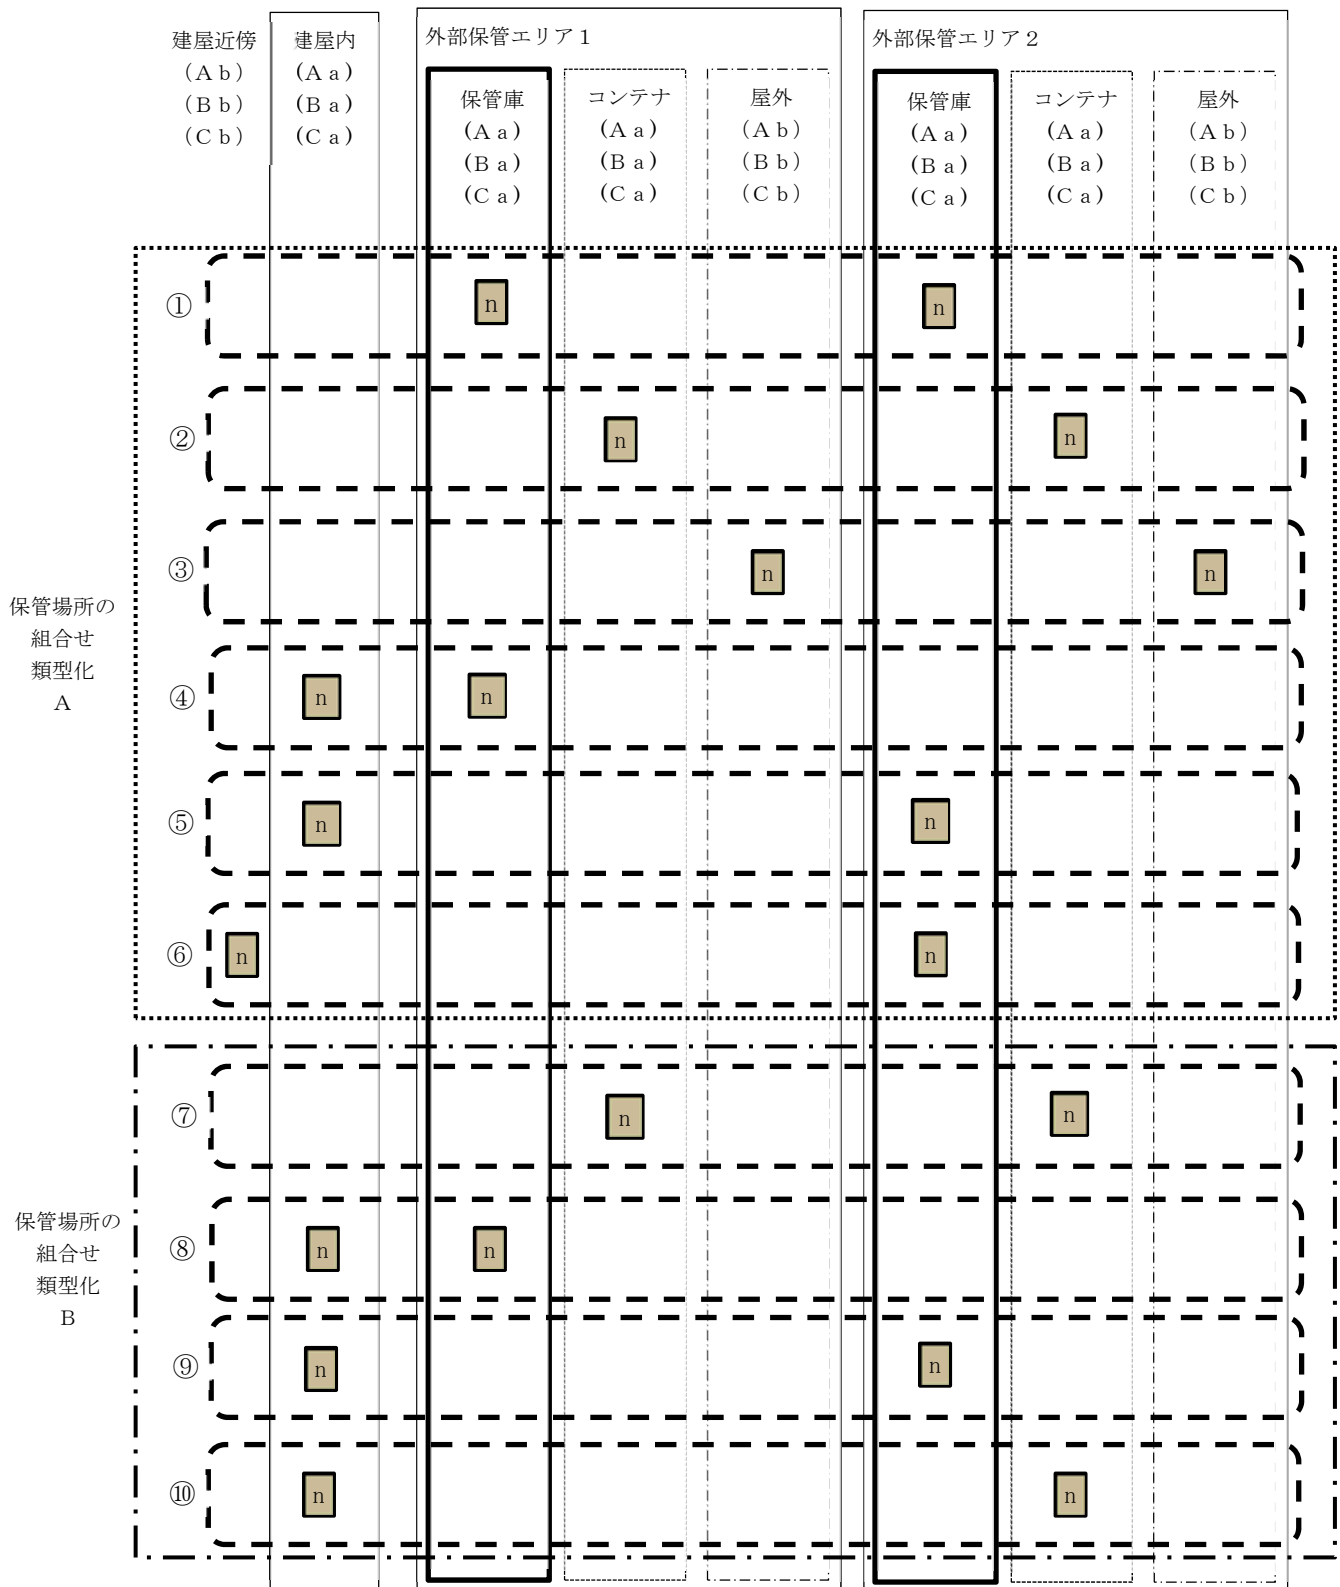 建屋近傍
(Ａｂ)
(Ｂｂ)
(Ｃｂ)
建屋内
(Ａａ)
(Ｂａ)
(Ｃａ)
外部保管エリア１
保管庫
(Ａａ)
(Ｂａ)
(Ｃａ)
コンテナ
(Ａａ)
(Ｂａ)
(Ｃａ)
屋外
(Ａｂ)
(Ｂｂ)
(Ｃｂ)
外部保管エリア２
保管庫
(Ａａ)
(Ｂａ)
(Ｃａ)
コンテナ
(Ａａ)
(Ｂａ)
(Ｃａ)
屋外
(Ａｂ)
(Ｂｂ)
(Ｃｂ)
保管場所の
組合せ
類型化
Ａ
① n n
② n n
③ n n
④ n n
⑤ n n
⑥ n n
保管場所の
組合せ
類型化
Ｂ
⑦ n n
⑧ n n
⑨ n n
⑩ n n